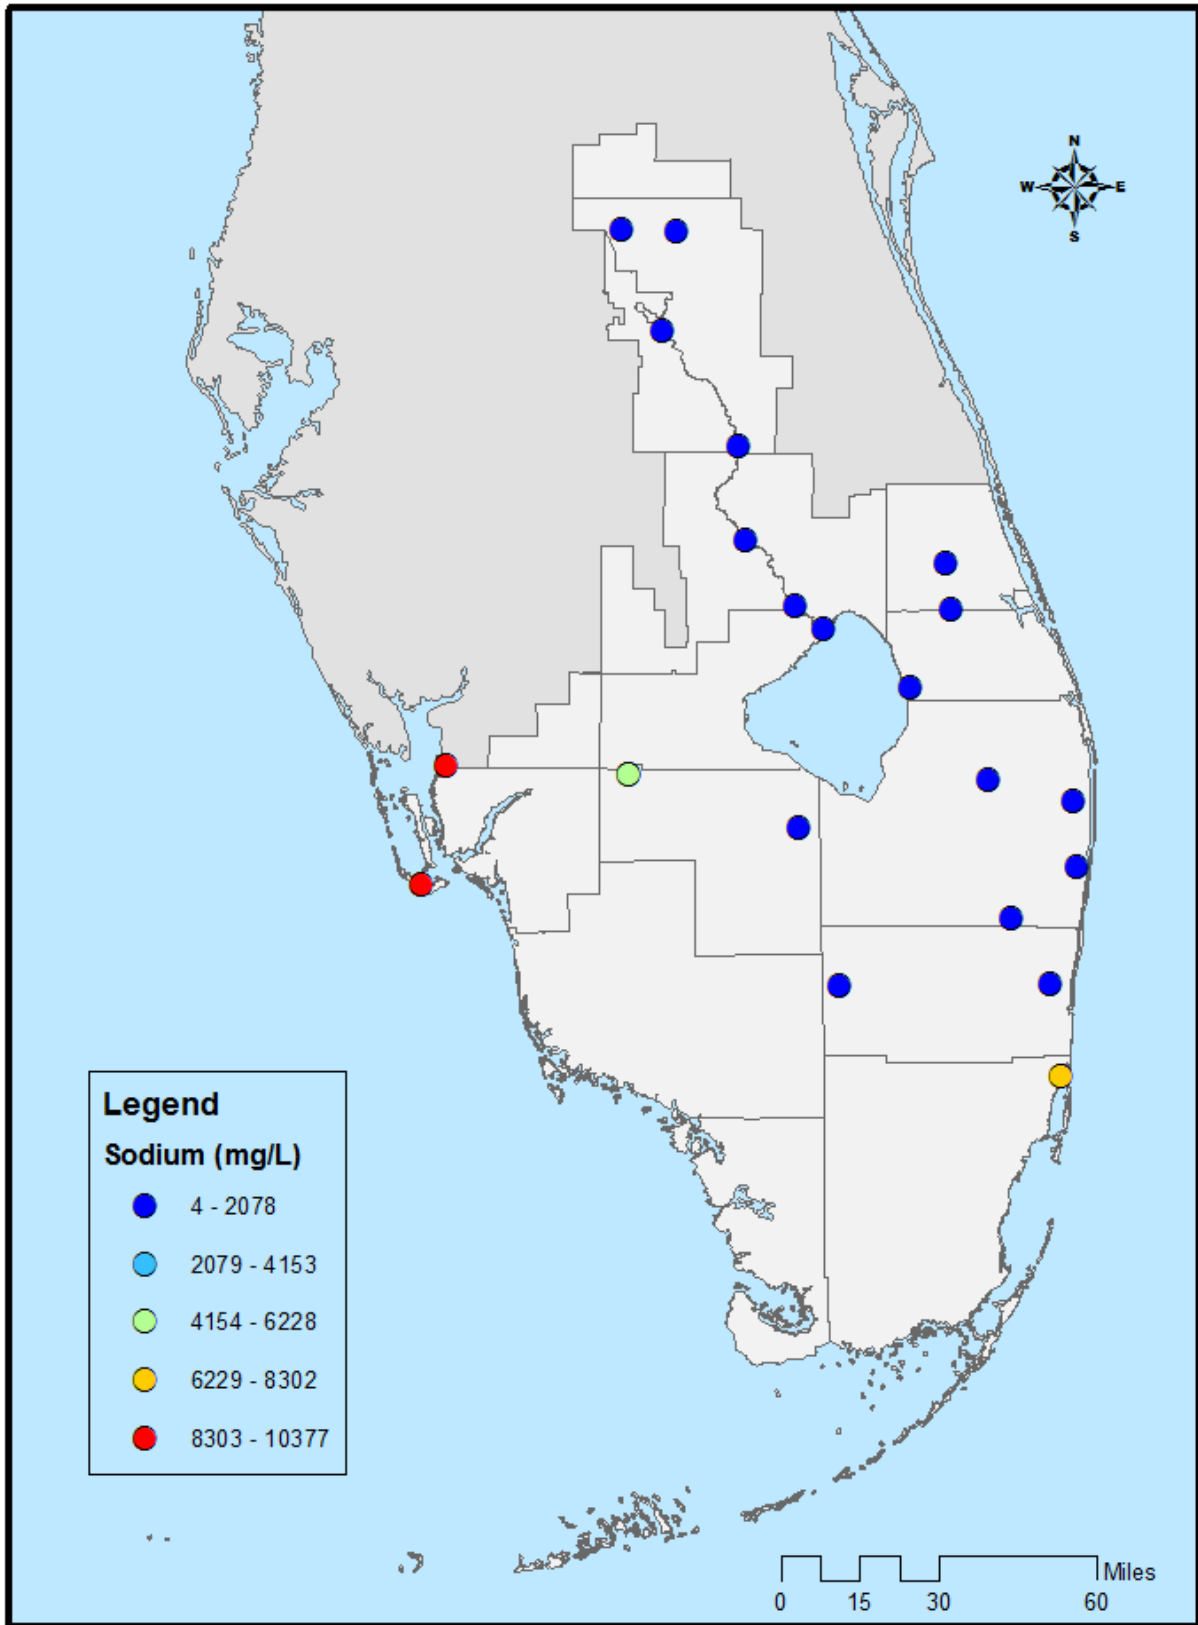 N
W E
S
Legend
Sodium (mg/L)
4 - 2078
2079 - 4153
4154 - 6228
6229 - 8302
8303 - 10377
Miles
0 15 30 60